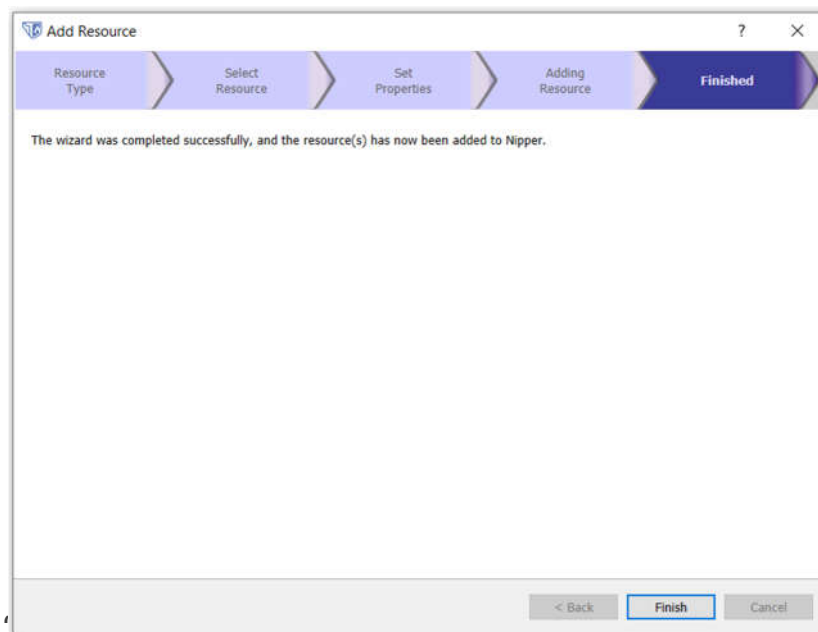 Add Resource
?
Resource
Type
Select
Resource
Set
Properties
Adding
Resource
Finished
The wizard was completed successfully, and the resource(s) has now been added to Nipper.
< Back
Finish
Cancel
‘